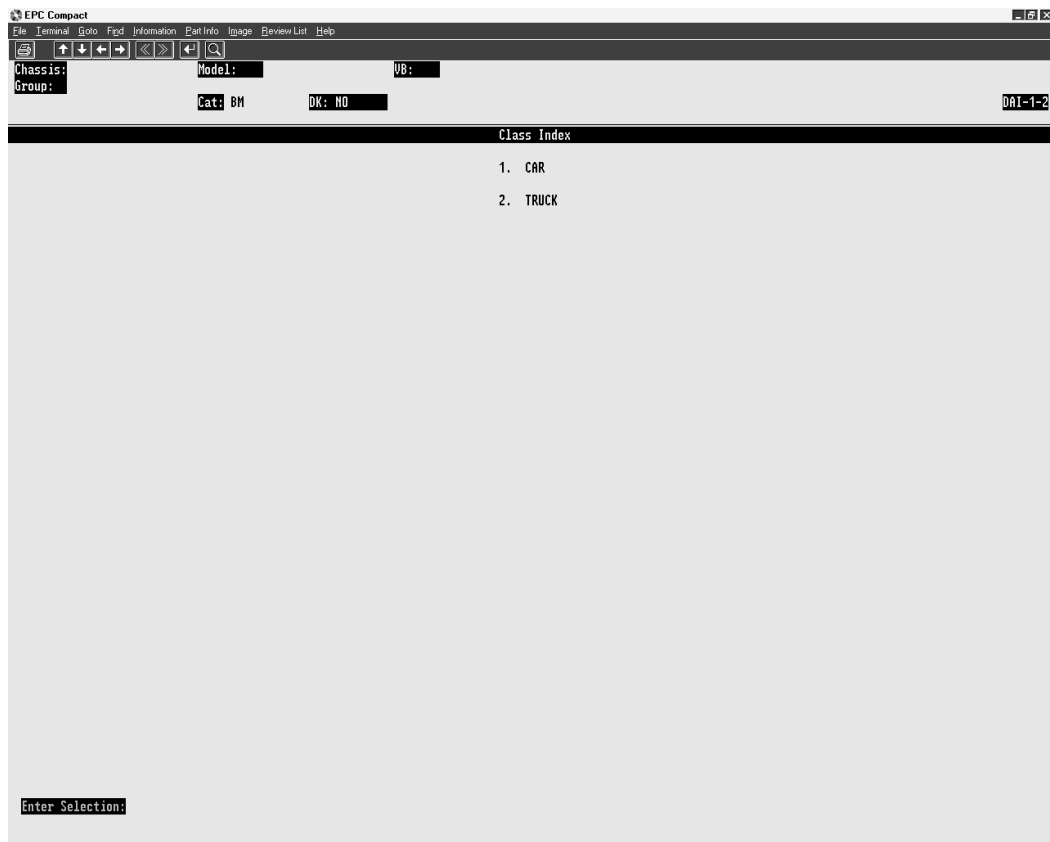 EPC Compact
File Terminal Goto Find Information Part Info Image Review List Help
Chassis: Model: VB:
Group:
Cat: BM DK: NO DAI-1-2
Class Index
1. CAR
2. TRUCK
Enter Selection: